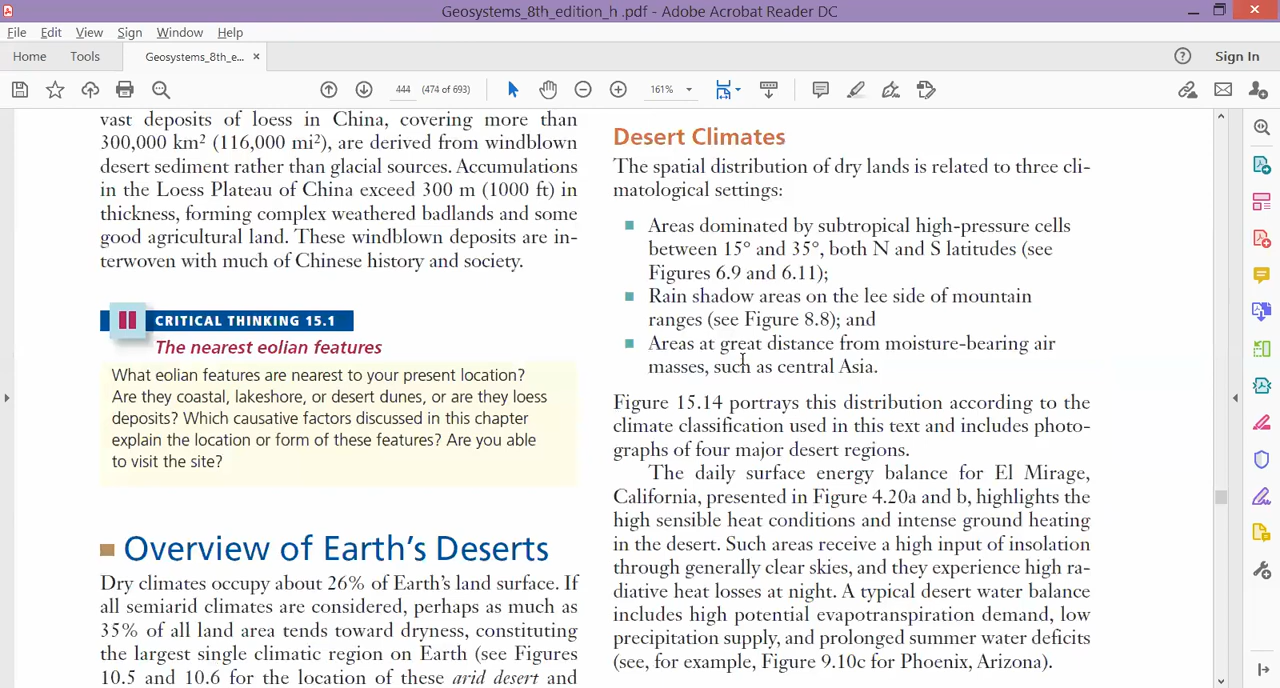 Geosystems_8th_edition_h .pdf - Adobe Acrobat Reader DC
File Edit View Sign Window Help
Home Tools Geosystems_8th_e... × Sign In
444 (474 of 693) 161%
vast deposits of loess in China, covering more than
300,000 km² (116,000 mi²), are derived from windblown
desert sediment rather than glacial sources. Accumulations
in the Loess Plateau of China exceed 300 m (1000 ft) in
thickness, forming complex weathered badlands and some
good agricultural land. These windblown deposits are in-
terwoven with much of Chinese history and society.
CRITICAL THINKING 15.1
The nearest eolian features
What eolian features are nearest to your present location?
Are they coastal, lakeshore, or desert dunes, or are they loess
deposits? Which causative factors discussed in this chapter
explain the location or form of these features? Are you able
to visit the site?
Overview of Earth's Deserts
Dry climates occupy about 26% of Earth's land surface. If
all semiarid climates are considered, perhaps as much as
35% of all land area tends toward dryness, constituting
the largest single climatic region on Earth (see Figures
10.5 and 10.6 for the location of these arid desert and
Desert Climates
The spatial distribution of dry lands is related to three cli-
matological settings:
Areas dominated by subtropical high-pressure cells
between 15° and 35°, both N and S latitudes (see
Figures 6.9 and 6.11);
Rain shadow areas on the lee side of mountain
ranges (see Figure 8.8); and
Areas at great distance from moisture-bearing air
masses, such as central Asia.
Figure 15.14 portrays this distribution according to the
climate classification used in this text and includes photo-
graphs of four major desert regions.
The daily surface energy balance for El Mirage,
California, presented in Figure 4.20a and b, highlights the
high sensible heat conditions and intense ground heating
in the desert. Such areas receive a high input of insolation
through generally clear skies, and they experience high ra-
diative heat losses at night. A typical desert water balance
includes high potential evapotranspiration demand, low
precipitation supply, and prolonged summer water deficits
(see, for example, Figure 9.10c for Phoenix, Arizona).